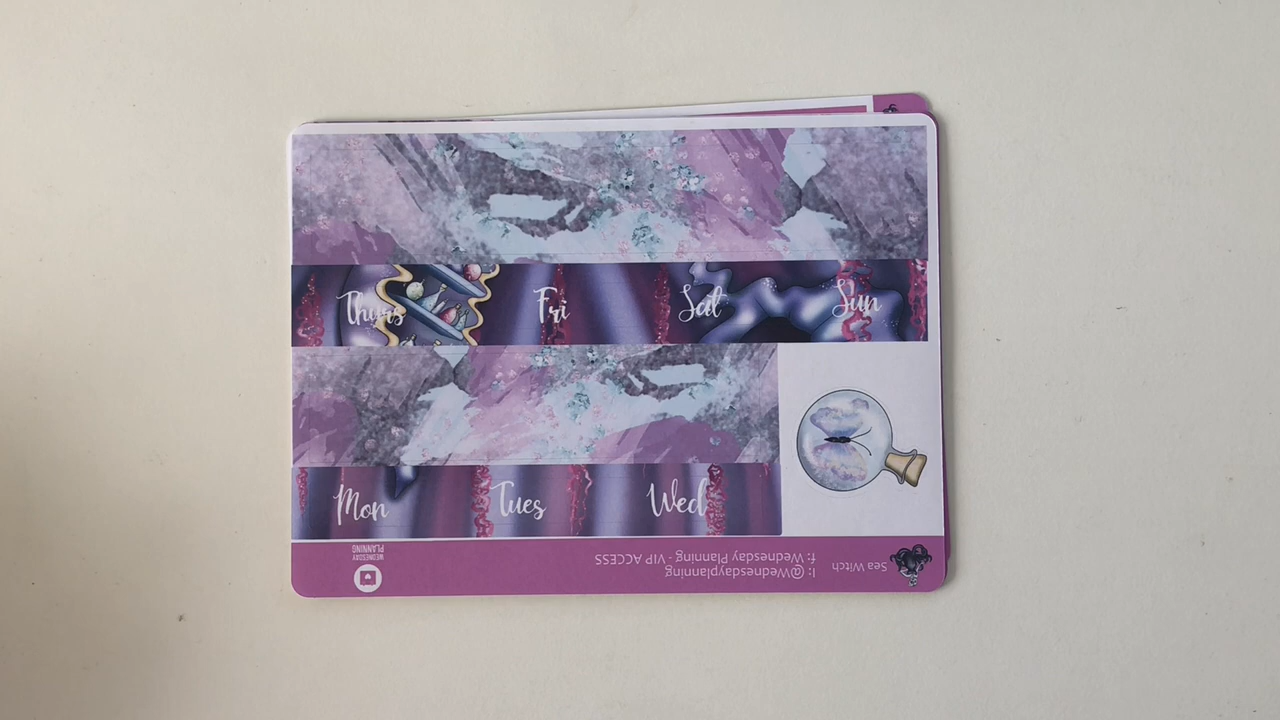 Thurs Fri Sat Sun
Mon Tues Wed
Sea Witch
I: @Wednesdayplanning
f: Wednesday Planning - VIP ACCESS
WEDNESDAY
PLANNING